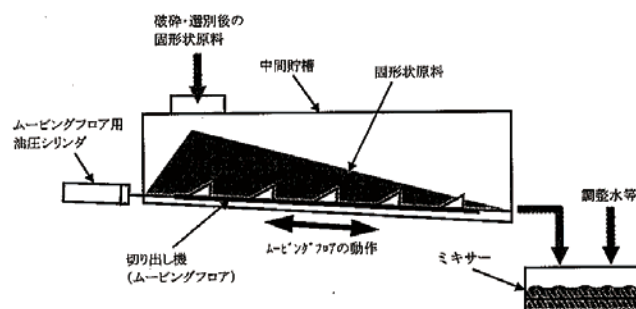 破砕・選別後の
固形状原料
中間貯槽
固形状原料
ムービングフロア用
油圧シリンダ
調整水等
ムービングフロアの動作
切り出し機
(ムービングフロア)
ミキサー